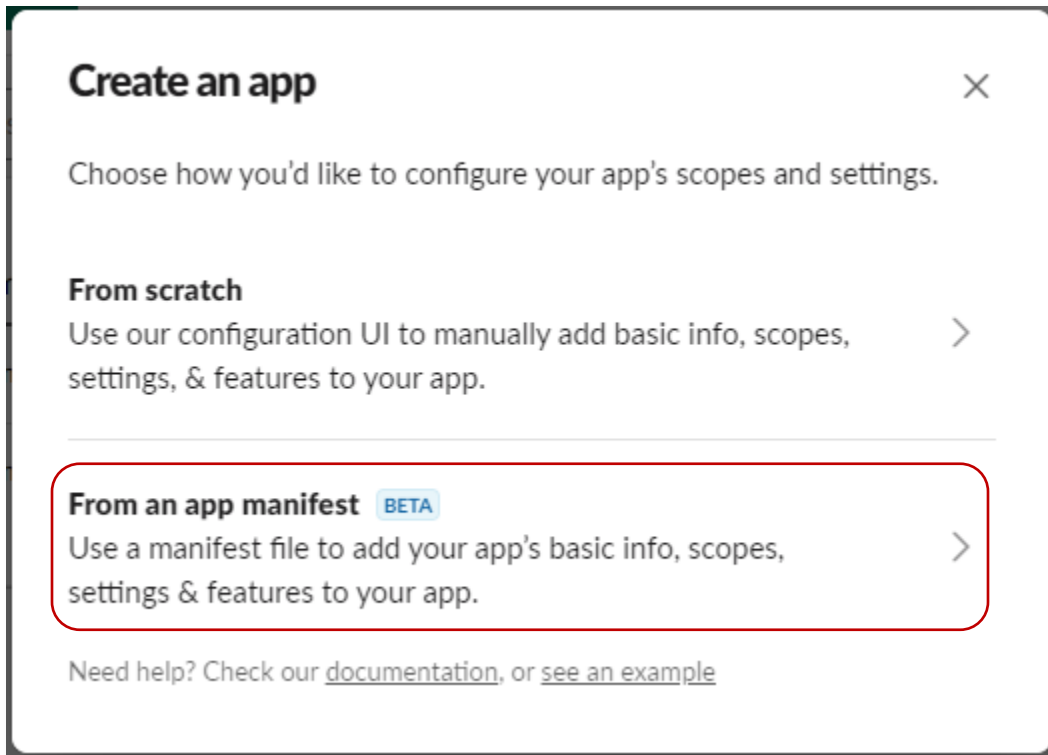 Create an app
Choose how you’d like to configure your app’s scopes and settings.
From scratch
Use our configuration UI to manually add basic info, scopes,
settings, & features to your app.
From an app manifest BETA
Use a manifest file to add your app’s basic info, scopes,
settings & features to your app.
Need help? Check our documentation, or see an example